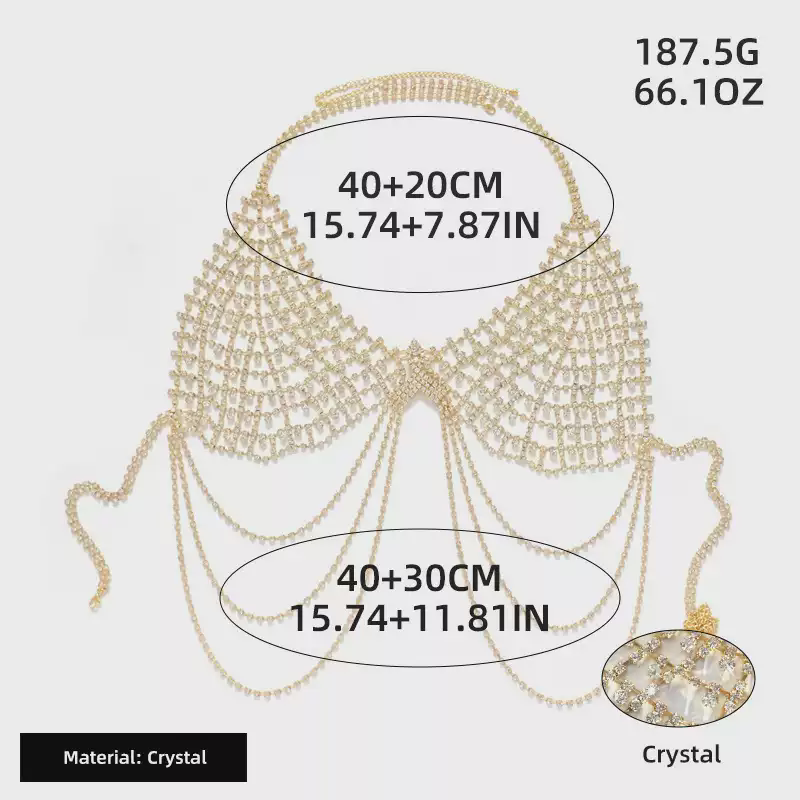 187.5G
66.1OZ
40+20CM
15.74+7.87IN
40+30CM
15.74+11.81IN
Crystal
Material: Crystal